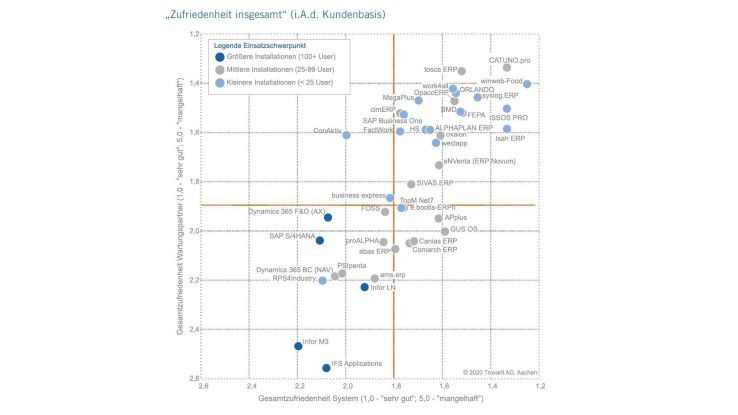 „Zufriedenheit insgesamt“ (i.A.d. Kundenbasis)
Legende Einsatzschwerpunkt
Größere Installationen (100+ User)
Mittlere Installationen (25-99 User)
Kleinere Installationen (< 25 User)
CATUNO.pro
tosca ERP
winweb-Food
work4all
ORLANDO
OpaccERP
syslog.ERP
MegaPlus
BMD
FEPA
cimERP
SAP Business One
iSSOS PRO
ConAktiv
FactWork
HS
ALPHAPLAN ERP
oxaion
Isah ERP
weclapp
eNVenta (ERP Novum)
SIVAS.ERP
business express
TopM Net7
e.bootis-ERPII
FOSS
Dynamics 365 F&O (AX)
APplus
GUS OS
SAP S/4HANA
proALPHA
Canias ERP
abas ERP
Comarch ERP
PSIpenta
Dynamics 365 BC (NAV)
RPS4Industry
ams.erp
Infor LN
Infor M3
IFS Applications
© 2020 Trovarit AG, Aachen
Gesamtzufriedenheit Wartungspartner (1,0 - "sehr gut"; 5,0 - "mangelhaft")
1,2
1,4
1,6
1,8
2,0
2,2
2,4
2,6
2,6
2,4
2,2
2,0
1,8
1,6
1,4
1,2
Gesamtzufriedenheit System (1,0 - "sehr gut"; 5,0 - "mangelhaft")